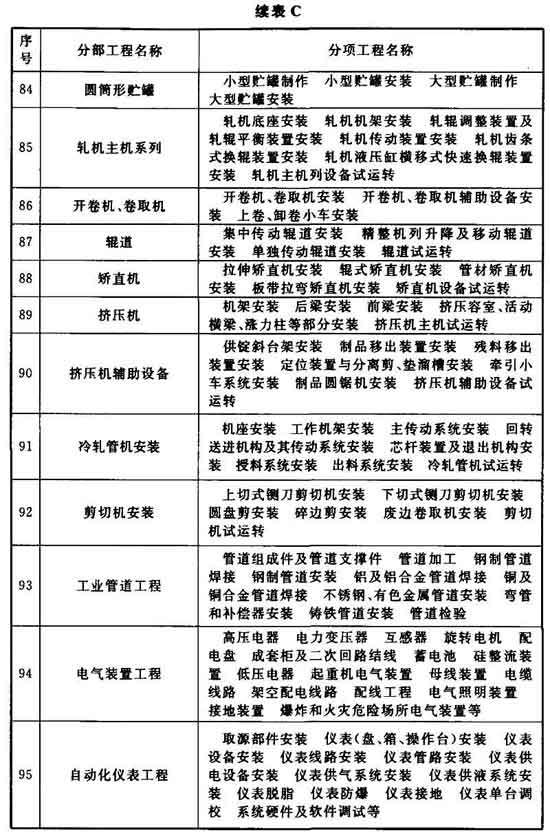 续表 C
序号 分部工程名称 分项工程名称
84 圆筒形贮罐 小型贮罐制作 小型贮罐安装 大型贮罐制作
大型贮罐安装
85 轧机主机系列 轧机底座安装 轧机机架安装 轧辊调整装置及
轧辊平衡装置安装 轧机传动装置安装 轧机齿条
式换辊装置安装 轧机液压缸横移式快速换辊装置
安装 轧机主机列设备试运转
86 开卷机、卷取机 开卷机、卷取机安装 开卷机、卷取机辅助设备安
装 上卷、卸卷小车安装
87 辊道 集中传动辊道安装 精整机列升降及移动辊道
安装 单独传动辊道安装 辊道试运转
88 矫直机 拉伸矫直机安装 辊式矫直机安装 管材矫直机
安装 板带拉弯矫直机安装 矫直机设备试运转
89 挤压机 机架安装 后梁安装 前梁安装 挤压容室、活动
横梁、涨力柱等部分安装 挤压机主机试运转
90 挤压机辅助设备 供锭斜台架安装 制品移出装置安装 残料移出
装置安装 定位装置与分离剪、垫溜槽安装 牵引小
车系统安装 制品圆锯机安装 挤压机辅助设备试
运转
91 冷轧管机安装 机座安装 工作机架安装 主传动系统安装 回转
送进机构及其传动系统安装 芯杆装置及退出机构安
装 授料系统安装 出料系统安装 冷轧管机试运转
92 剪切机安装 上切式铡刀剪切机安装 下切式铡刀剪切机安装
圆盘剪安装 碎边剪安装 废边卷取机安装 剪切
机试运转
93 工业管道工程 管道组成件及管道支撑件 管道加工 钢制管道
焊接 钢制管道安装 铝及铝合金管道焊接 铜及
铜合金管道焊接 不锈钢、有色金属管道安装 弯管
和补偿器安装 铸铁管道安装 管道检验
94 电气装置工程 高压电器 电力变压器 互感器 旋转电机 配
电盘 成套柜及二次回路结线 蓄电池 硅整流装
置 低压电器 起重机电气装置 母线装置 电缆
线路 架空配电线路 配线工程 电气照明装置
接地装置 爆炸和火灾危险场所电气装置等
95 自动化仪表工程 取源部件安装 仪表(盘、箱、操作台)安装 仪表
设备安装 仪表线路安装 仪表管路安装 仪表供
电设备安装 仪表供气系统安装 仪表供液系统安
装 仪表脱脂 仪表防爆 仪表接地 仪表单台调
校 系统硬件及软件调试等